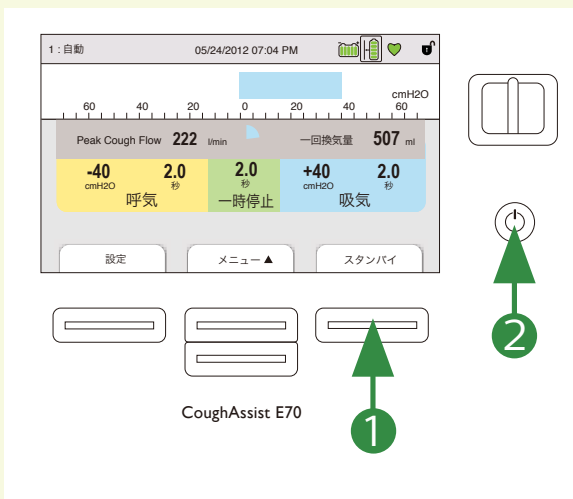 1 : 自動 05/24/2012 07:04 PM
cmH2O
60 40 20 0 20 40 60
Peak Cough Flow 222 l/min 一回換気量 507 ml
-40 2.0 2.0 +40 2.0
cmH2O 秒 秒 cmH2O 秒
呼気 一時停止 吸気
設定 メニュー▲ スタンバイ
2
CoughAssist E70
1